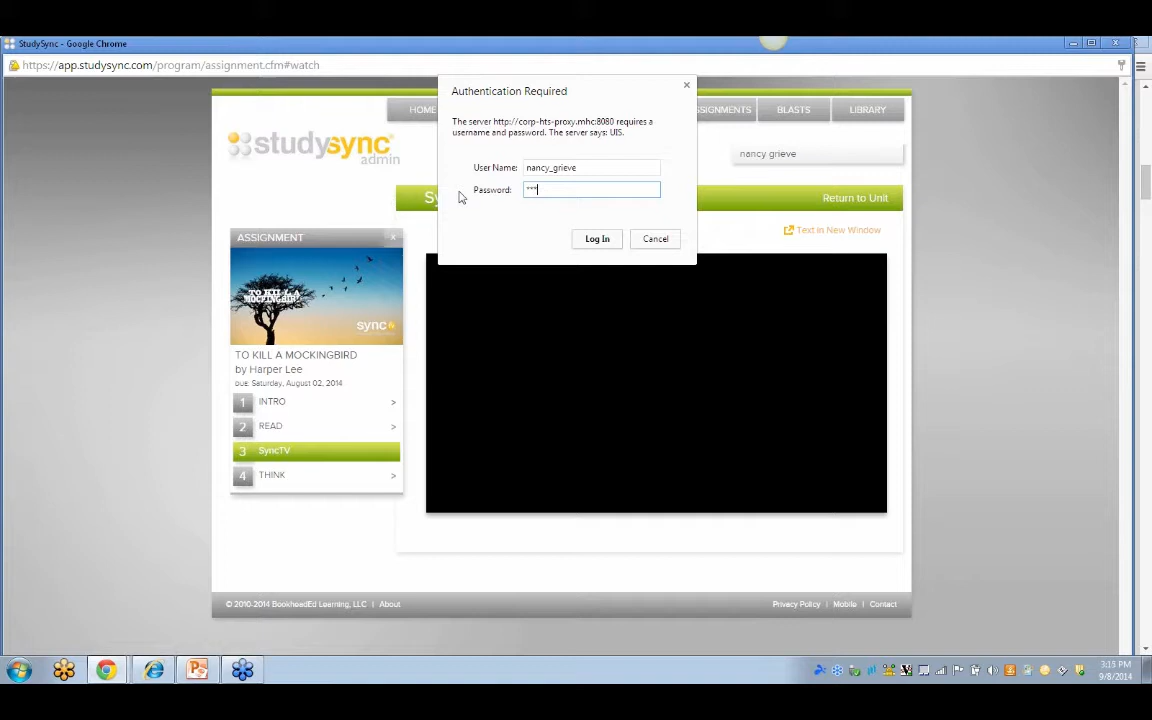 StudySync - Google Chrome
https://app.studysync.com/program/assignment.cfm#watch
Authentication Required
The server http://corp-hts-proxy.mhc:8080 requires a
username and password. The server says: UIS.
User Name: nancy_grieve
Password: ***
Log In Cancel
HOME
SIGNMENTS
BLASTS
LIBRARY
studysync
admin
nancy grieve
Sy
Return to Unit
Text in New Window
ASSIGNMENT x
TO KILL A
MOCKINGBIRD
sync
TO KILL A MOCKINGBIRD
by Harper Lee
DUE: Saturday, August 02, 2014
1 INTRO >
2 READ >
3 SyncTV
4 THINK >
© 2010-2014 BookheadEd Learning, LLC | About
Privacy Policy | Mobile | Contact
3:15 PM
9/8/2014